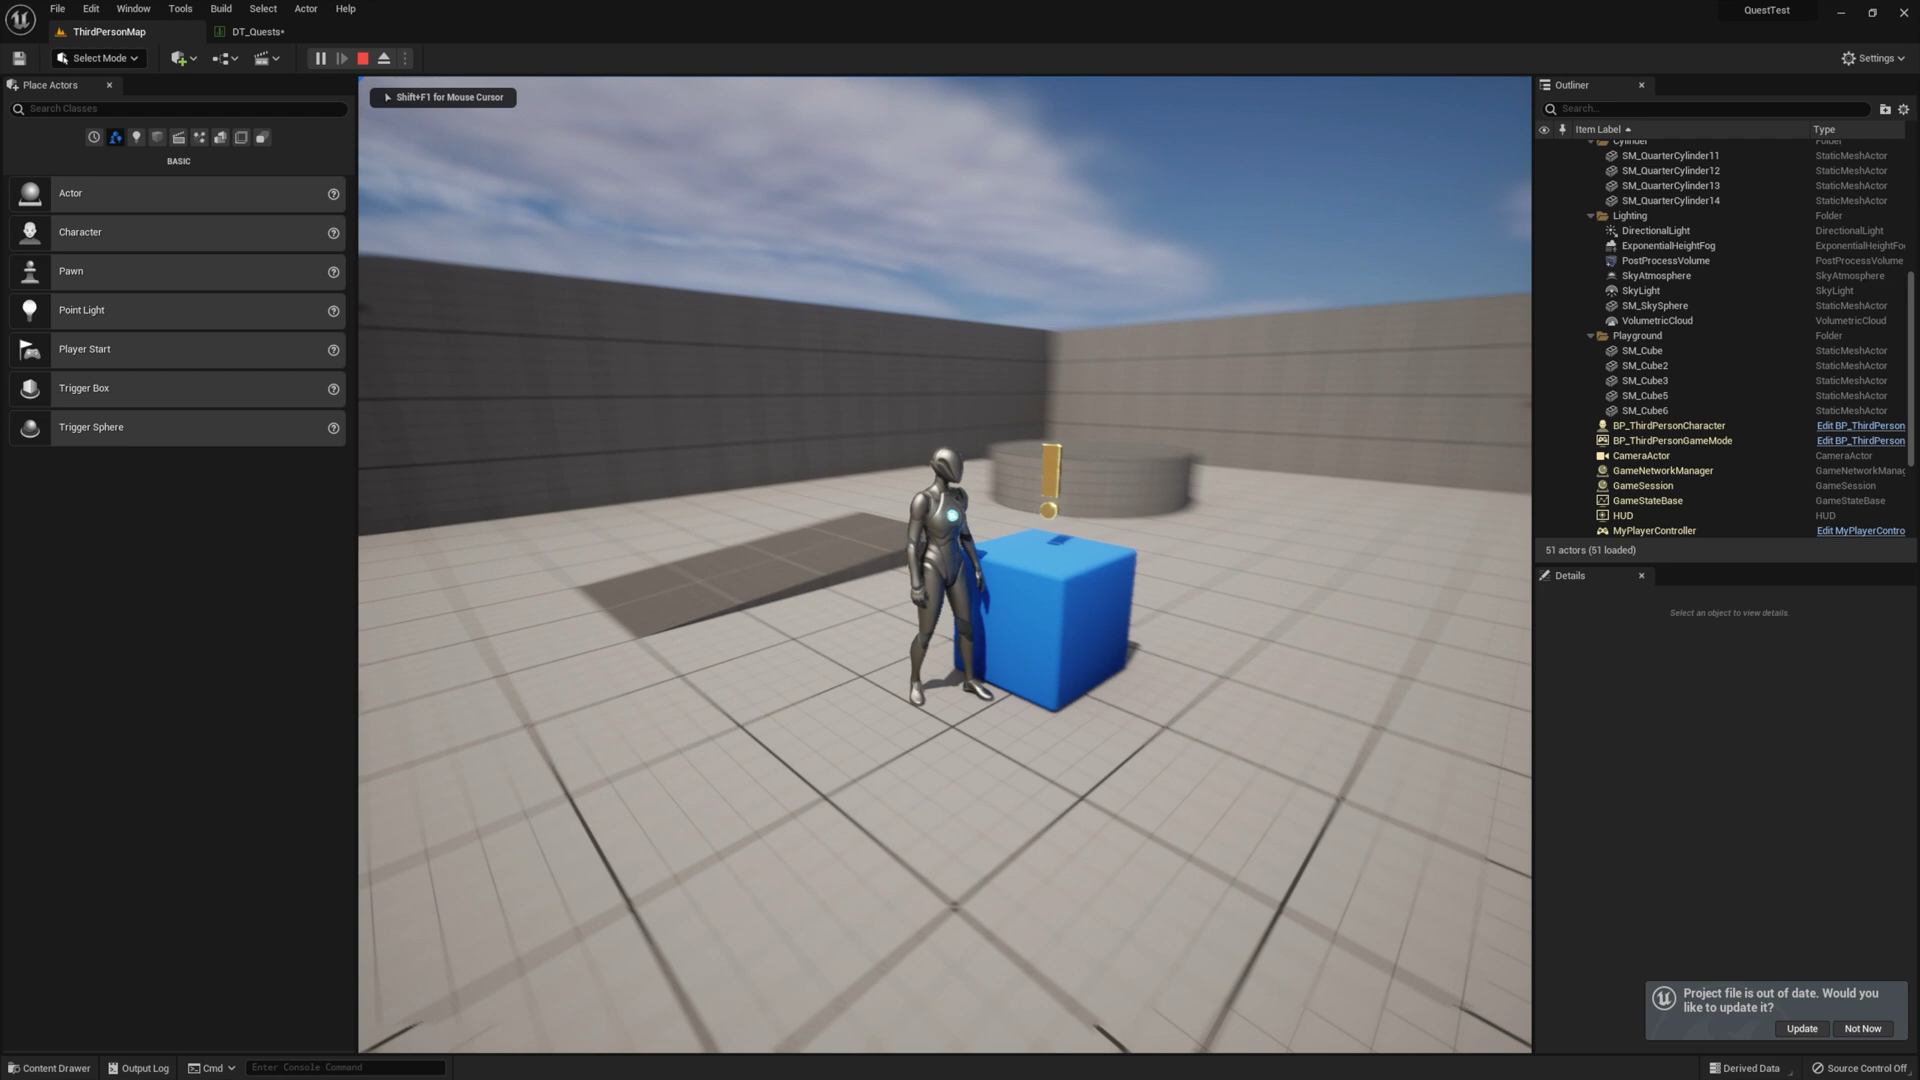 File Edit Window Tools Build Select Actor Help
QuestTest
ThirdPersonMap
DT_Quests*
Select Mode
Settings
Place Actors
Search Classes
BASIC
Actor
Character
Pawn
Point Light
Player Start
Trigger Box
Trigger Sphere
Shift+F1 for Mouse Cursor
Outliner
Search...
Item Label Type
Cylinder Folder
SM_QuarterCylinder11 StaticMeshActor
SM_QuarterCylinder12 StaticMeshActor
SM_QuarterCylinder13 StaticMeshActor
SM_QuarterCylinder14 StaticMeshActor
Lighting Folder
DirectionalLight DirectionalLight
ExponentialHeightFog ExponentialHeightFo
PostProcessVolume PostProcessVolume
SkyAtmosphere SkyAtmosphere
SkyLight SkyLight
SM_SkySphere StaticMeshActor
VolumetricCloud VolumetricCloud
Playground Folder
SM_Cube StaticMeshActor
SM_Cube2 StaticMeshActor
SM_Cube3 StaticMeshActor
SM_Cube5 StaticMeshActor
SM_Cube6 StaticMeshActor
BP_ThirdPersonCharacter Edit BP_ThirdPerson
BP_ThirdPersonGameMode Edit BP_ThirdPerson
CameraActor CameraActor
GameNetworkManager GameNetworkManag
GameSession GameSession
GameStateBase GameStateBase
HUD HUD
MyPlayerController Edit MyPlayerContro
51 actors (51 loaded)
Details
Select an object to view details.
Project file is out of date. Would you
like to update it?
Update Not Now
Content Drawer Output Log Cmd Enter Console Command
Derived Data Source Control Off